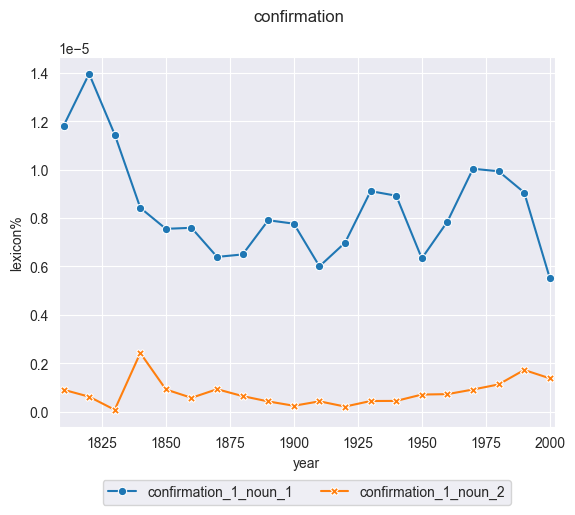 confirmation
1e−5
1.4
1.2
1.0
0.8
0.6
0.4
0.2
0.0
lexicon%
1825 1850 1875 1900 1925 1950 1975 2000
year
confirmation_1_noun_1 confirmation_1_noun_2